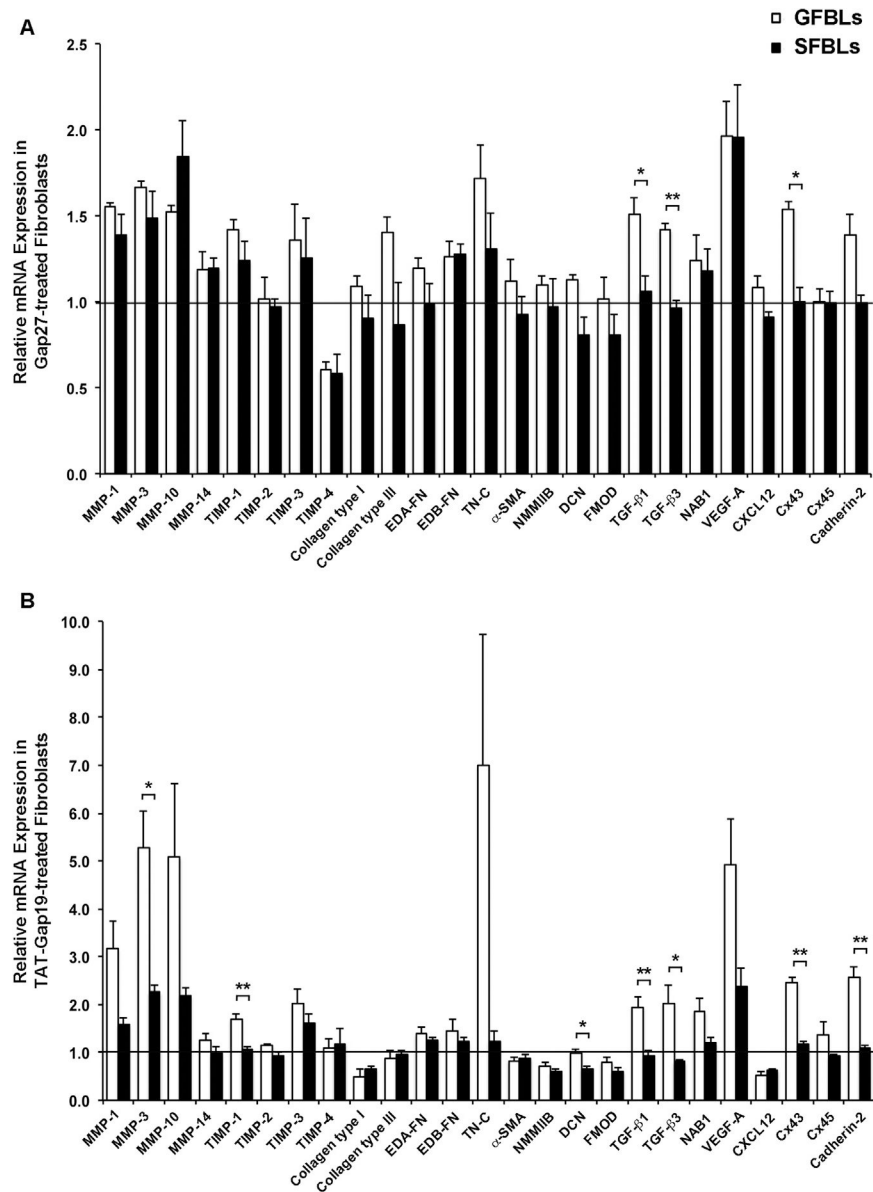 A
GFBLs
SFBLs
Relative mRNA Expression in
Gap27-treated Fibroblasts
2.5
2.0
1.5
1.0
0.5
0.0
*
**
*
MMP-1
MMP-3
MMP-10
MMP-14
TIMP-1
TIMP-2
TIMP-3
TIMP-4
Collagen type I
Collagen type III
EDA-FN
EDB-FN
TN-C
α-SMA
NMMIIB
DCN
FMOD
TGF-β1
TGF-β3
NAB1
VEGF-A
CXCL12
Cx43
Cx45
Cadherin-2
B
Relative mRNA Expression in
TAT-Gap19-treated Fibroblasts
10.0
9.0
8.0
7.0
6.0
5.0
4.0
3.0
2.0
1.0
0.0
*
**
*
**
*
**
**
MMP-1
MMP-3
MMP-10
MMP-14
TIMP-1
TIMP-2
TIMP-3
TIMP-4
Collagen type I
Collagen type III
EDA-FN
EDB-FN
TN-C
α-SMA
NMMIIB
DCN
FMOD
TGF-β1
TGF-β3
NAB1
VEGF-A
CXCL12
Cx43
Cx45
Cadherin-2